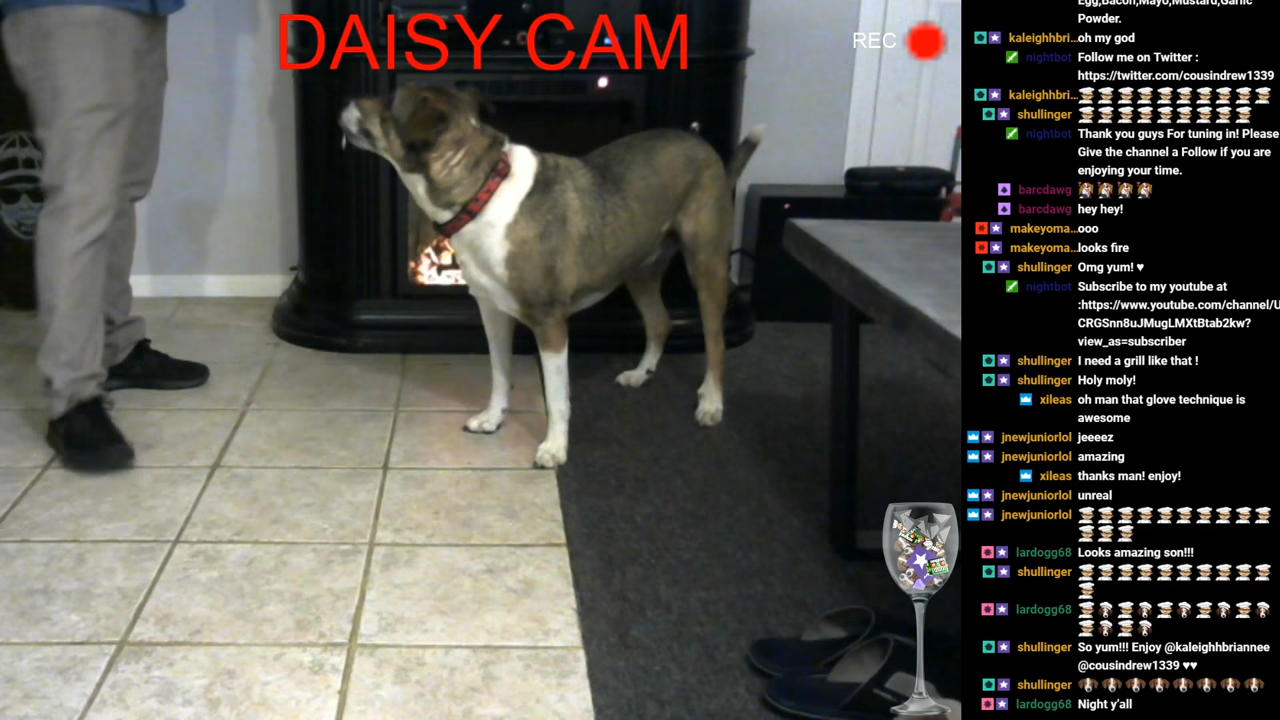 DAISY CAM
REC
Egg,Bacon,Mayo,Mustard,Garlic
Powder.
kaleighbri… oh my god
nightbot Follow me on Twitter :
https://twitter.com/cousindrew1339
kaleighhbri…
shullinger
nightbot Thank you guys For tuning in! Please
Give the channel a Follow if you are
enjoying your time.
barcdawg
barcdawg hey hey!
makeyoma… ooo
makeyoma… looks fire
shullinger Omg yum! ♥
nightbot Subscribe to my youtube at
:https://www.youtube.com/channel/U
CRGSnn8uJMugLMXtBtab2kw?
view_as=subscriber
shullinger I need a grill like that !
shullinger Holy moly!
xileas oh man that glove technique is
awesome
jnewjuniorlol jeeeez
jnewjuniorlol amazing
xileas thanks man! enjoy!
jnewjuniorlol unreal
jnewjuniorlol
lardogg68 Looks amazing son!!!
shullinger
lardogg68
shullinger So yum!!! Enjoy @kaleighhbriannee
@cousindrew1339 ♥♥
shullinger
lardogg68 Night y'all